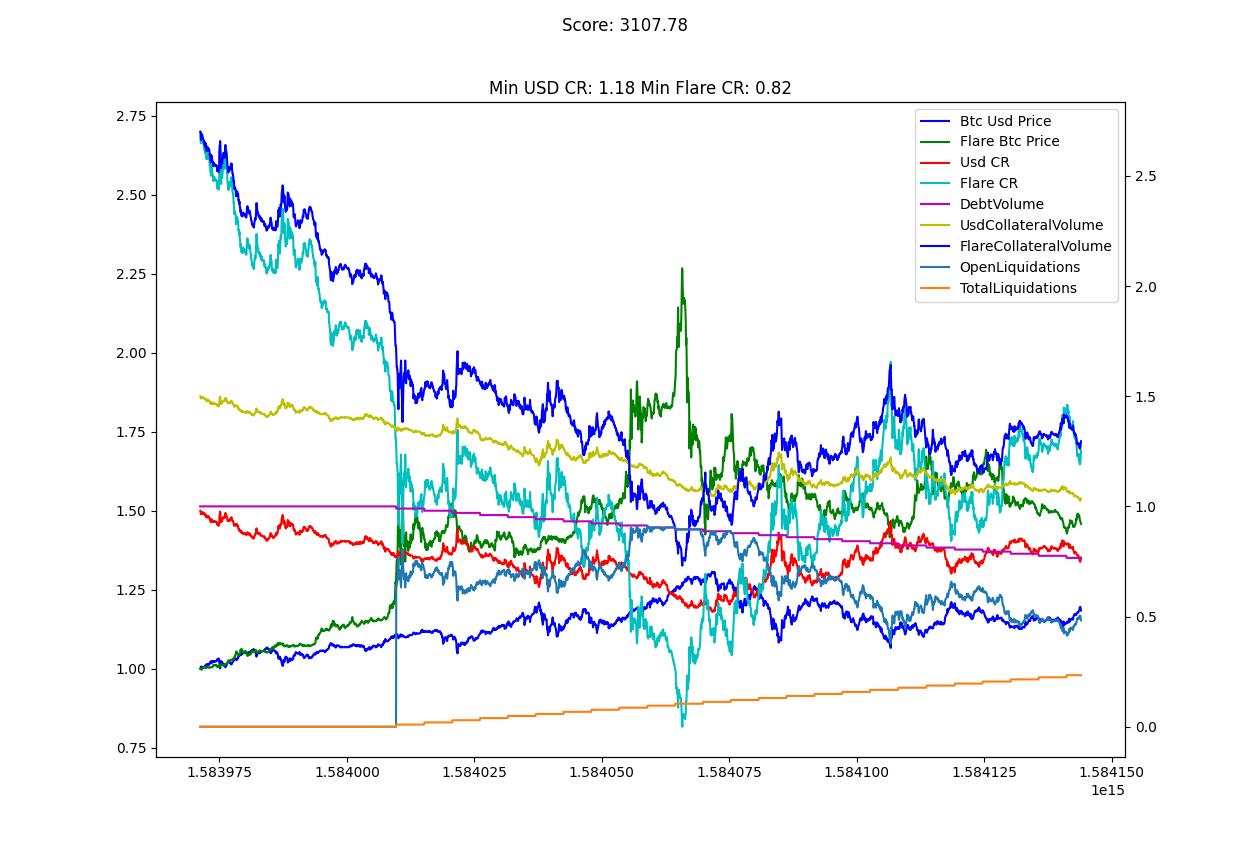 Score: 3107.78
Min USD CR: 1.18 Min Flare CR: 0.82
2.75
2.50
2.25
2.00
1.75
1.50
1.25
1.00
0.75
Btc Usd Price
Flare Btc Price
Usd CR
Flare CR
DebtVolume
UsdCollateralVolume
FlareCollateralVolume
OpenLiquidations
TotalLiquidations
2.5
2.0
1.5
1.0
0.5
0.0
1.583975 1.584000 1.584025 1.584050 1.584075 1.584100 1.584125 1.584150
1e15